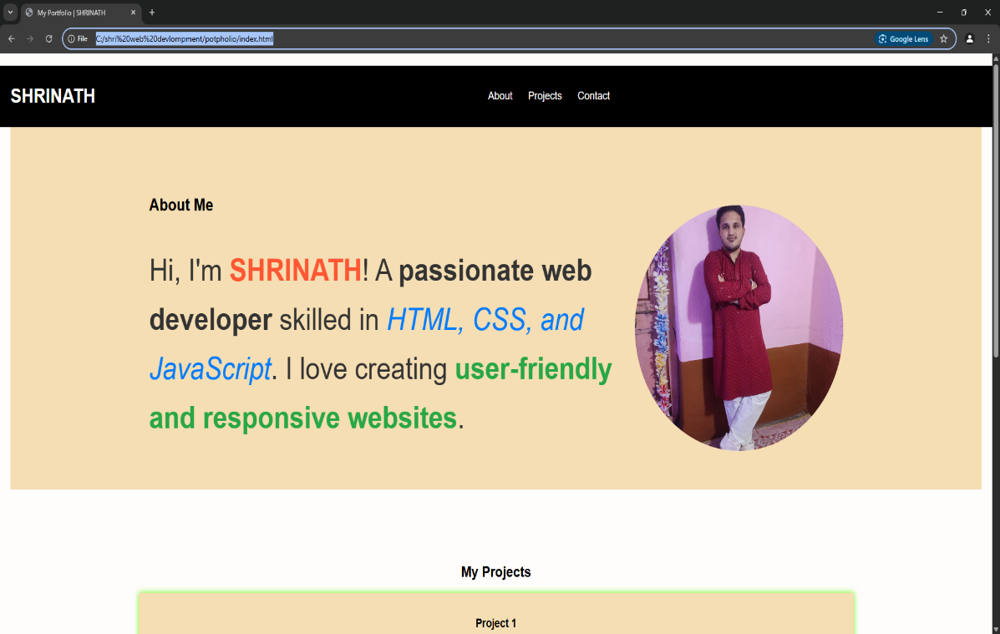 My Portfolio | SHRINATH
File
C:/shri%20web%20devlompment/potpholio/index.html
Google Lens
SHRINATH
About Projects Contact
About Me
Hi, I'm SHRINATH! A passionate web
developer skilled in HTML, CSS, and
JavaScript. I love creating user-friendly
and responsive websites.
My Projects
Project 1